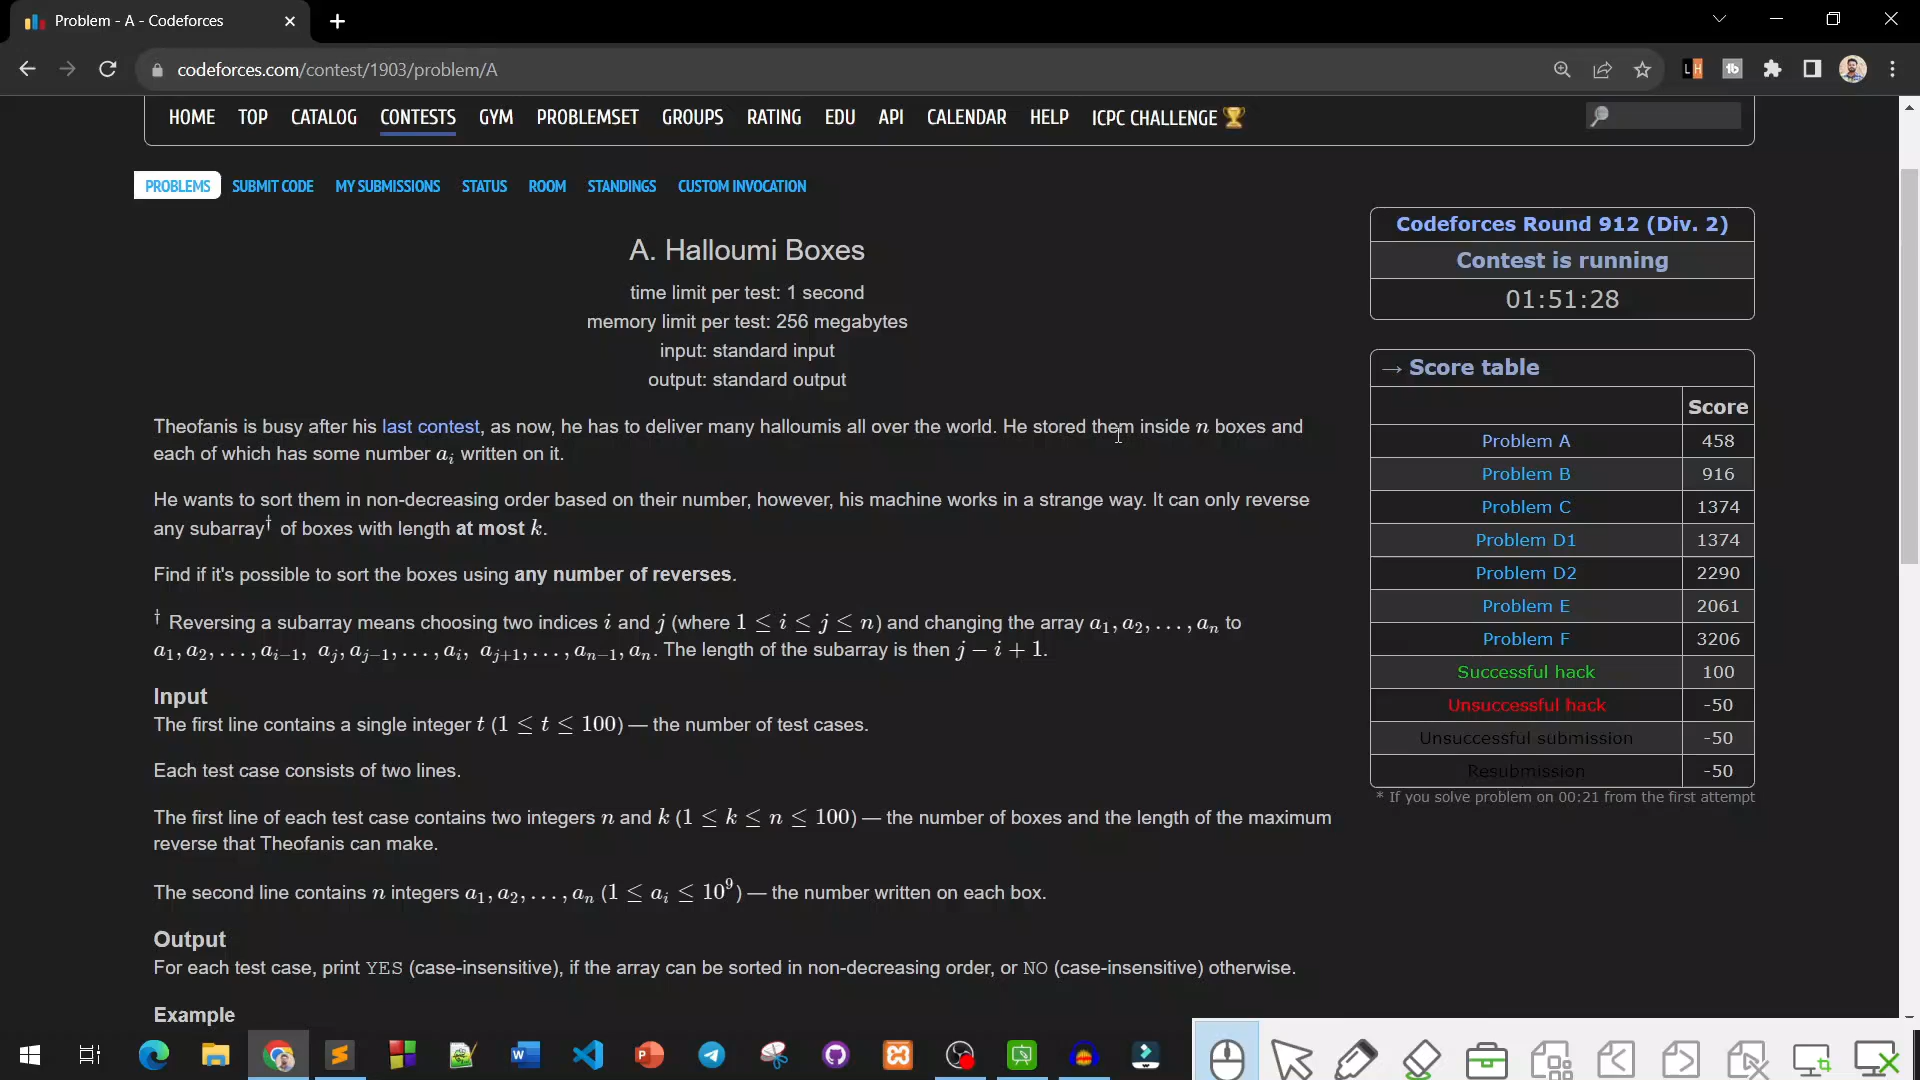 Problem - A - Codeforces
codeforces.com/contest/1903/problem/A
HOME TOP CATALOG CONTESTS GYM PROBLEMSET GROUPS RATING EDU API CALENDAR HELP ICPC CHALLENGE
PROBLEMS SUBMIT CODE MY SUBMISSIONS STATUS ROOM STANDINGS CUSTOM INVOCATION
A. Halloumi Boxes
time limit per test: 1 second
memory limit per test: 256 megabytes
input: standard input
output: standard output
Theofanis is busy after his last contest, as now, he has to deliver many halloumis all over the world. He stored them inside n boxes and
each of which has some number a_i written on it.
He wants to sort them in non-decreasing order based on their number, however, his machine works in a strange way. It can only reverse
any subarray† of boxes with length at most k.
Find if it's possible to sort the boxes using any number of reverses.
† Reversing a subarray means choosing two indices i and j (where 1 ≤ i ≤ j ≤ n) and changing the array a_1, a_2, ..., a_n to
a_1, a_2, ..., a_{i-1}, a_j, a_{j-1}, ..., a_i, a_{j+1}, ..., a_{n-1}, a_n. The length of the subarray is then j − i + 1.
Input
The first line contains a single integer t (1 ≤ t ≤ 100) — the number of test cases.
Each test case consists of two lines.
The first line of each test case contains two integers n and k (1 ≤ k ≤ n ≤ 100) — the number of boxes and the length of the maximum
reverse that Theofanis can make.
The second line contains n integers a_1, a_2, ..., a_n (1 ≤ a_i ≤ 10^9) — the number written on each box.
Output
For each test case, print YES (case-insensitive), if the array can be sorted in non-decreasing order, or NO (case-insensitive) otherwise.
Example
Codeforces Round 912 (Div. 2)
Contest is running
01:51:28
→ Score table
Score
Problem A 458
Problem B 916
Problem C 1374
Problem D1 1374
Problem D2 2290
Problem E 2061
Problem F 3206
Successful hack 100
Unsuccessful hack -50
Unsuccessful submission -50
Resubmission -50
* If you solve problem on 00:21 from the first attempt